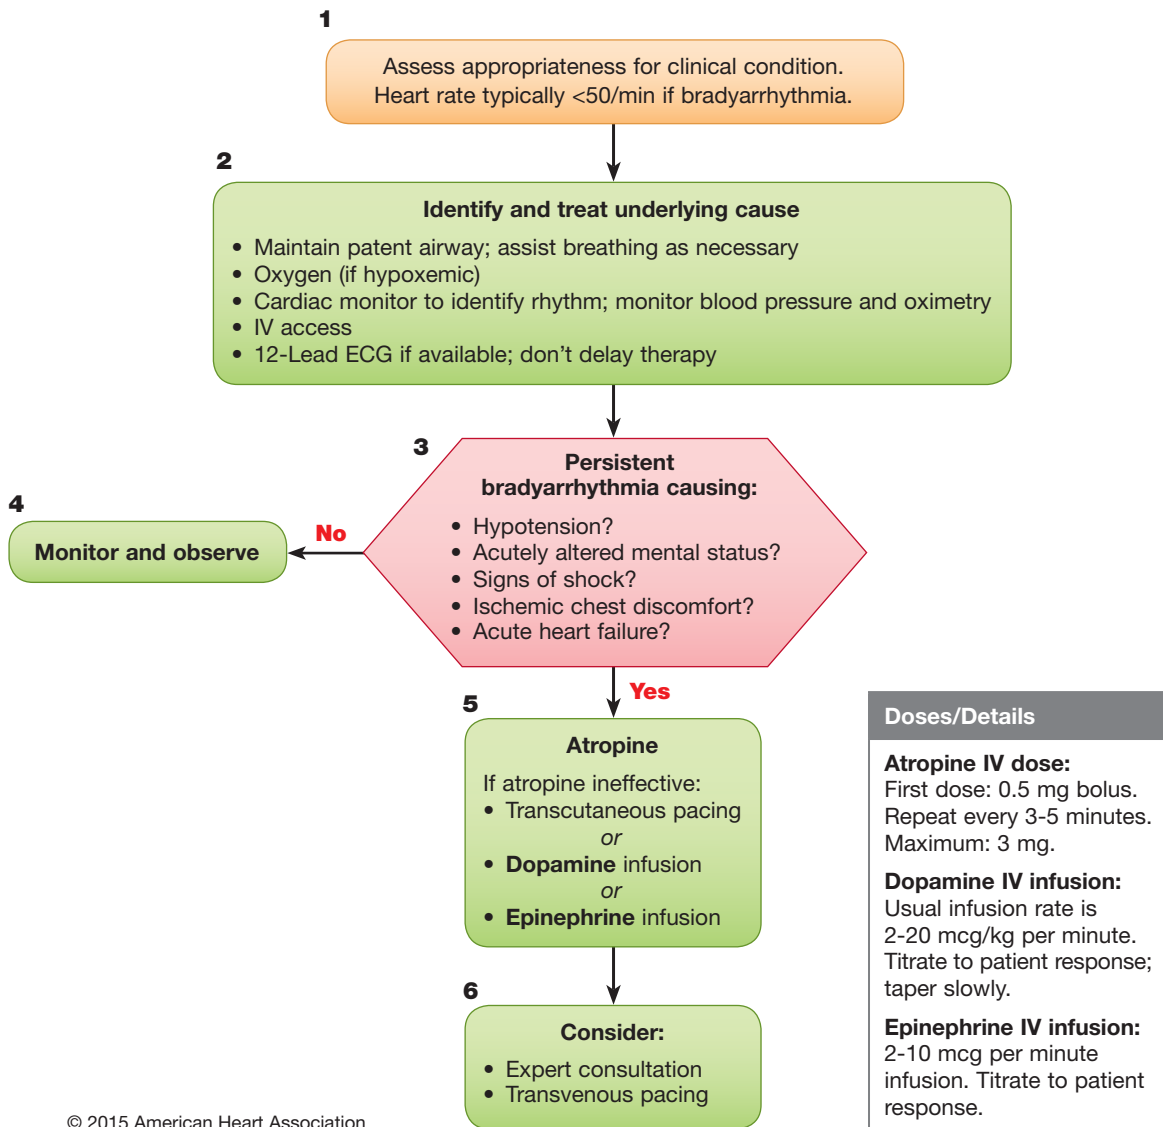 1
Assess appropriateness for clinical condition.
Heart rate typically <50/min if bradyarrhythmia.
2
Identify and treat underlying cause
• Maintain patent airway; assist breathing as necessary
• Oxygen (if hypoxemic)
• Cardiac monitor to identify rhythm; monitor blood pressure and oximetry
• IV access
• 12-Lead ECG if available; don't delay therapy
3
Persistent
bradyarrhythmia causing:
• Hypotension?
• Acutely altered mental status?
• Signs of shock?
• Ischemic chest discomfort?
• Acute heart failure?
4
No
Monitor and observe
Yes
5
Atropine
If atropine ineffective:
• Transcutaneous pacing
or
• Dopamine infusion
or
• Epinephrine infusion
6
Consider:
• Expert consultation
• Transvenous pacing
Doses/Details
Atropine IV dose:
First dose: 0.5 mg bolus.
Repeat every 3-5 minutes.
Maximum: 3 mg.
Dopamine IV infusion:
Usual infusion rate is
2-20 mcg/kg per minute.
Titrate to patient response;
taper slowly.
Epinephrine IV infusion:
2-10 mcg per minute
infusion. Titrate to patient
response.
© 2015 American Heart Association